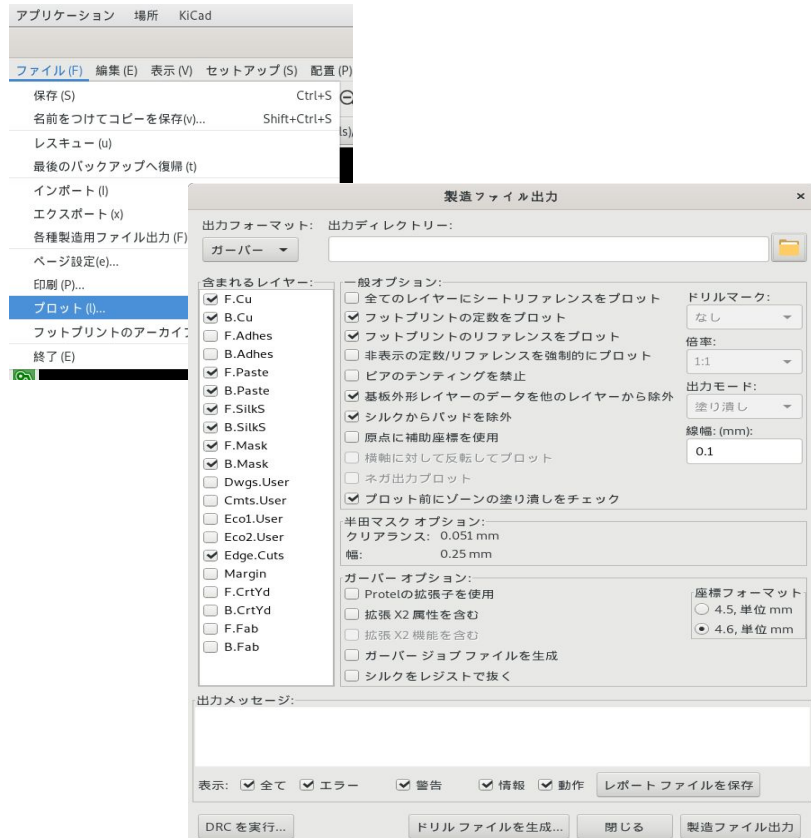 アプリケーション 場所 KiCad
ファイル(F) 編集(E) 表示(V) セットアップ(S) 配置(P)
保存(S) Ctrl+S
名前をつけてコピーを保存(v)... Shift+Ctrl+S
ls)
レスキュー(u)
最後のバックアップへ復帰(t)
インポート(I)
エクスポート(x)
各種製造用ファイル出力(F)
ページ設定(e)...
印刷(P)...
プロット(l)...
フットプリントのアーカイブ
終了(E)
製造ファイル出力 ×
出力フォーマット: 出力ディレクトリー:
ガーバー
含まれるレイヤー:
F.Cu
B.Cu
F.Adhes
B.Adhes
F.Paste
B.Paste
F.SilkS
B.SilkS
F.Mask
B.Mask
Dwgs.User
Cmts.User
Eco1.User
Eco2.User
Edge.Cuts
Margin
F.CrtYd
B.CrtYd
F.Fab
B.Fab
一般オプション:
全てのレイヤーにシートリファレンスをプロット
フットプリントの定数をプロット
フットプリントのリファレンスをプロット
非表示の定数/リファレンスを強制的にプロット
ビアのテンティングを禁止
基板外形レイヤーのデータを他のレイヤーから除外
シルクからパッドを除外
原点に補助座標を使用
横軸に対して反転してプロット
ネガ出力プロット
プロット前にゾーンの塗り潰しをチェック
ドリルマーク:
なし
倍率:
1:1
出力モード:
塗り潰し
線幅: (mm):
0.1
半田マスク オプション:
クリアランス: 0.051 mm
幅: 0.25 mm
ガーバー オプション:
Protelの拡張子を使用
拡張 X2 属性を含む
拡張 X2 機能を含む
ガーバー ジョブ ファイルを生成
シルクをレジストで抜く
座標フォーマット
4.5, 単位 mm
4.6, 単位 mm
出力メッセージ:
表示: 全て エラー 警告 情報 動作 レポート ファイルを保存
DRC を実行... ドリル ファイルを生成... 閉じる 製造ファイル出力